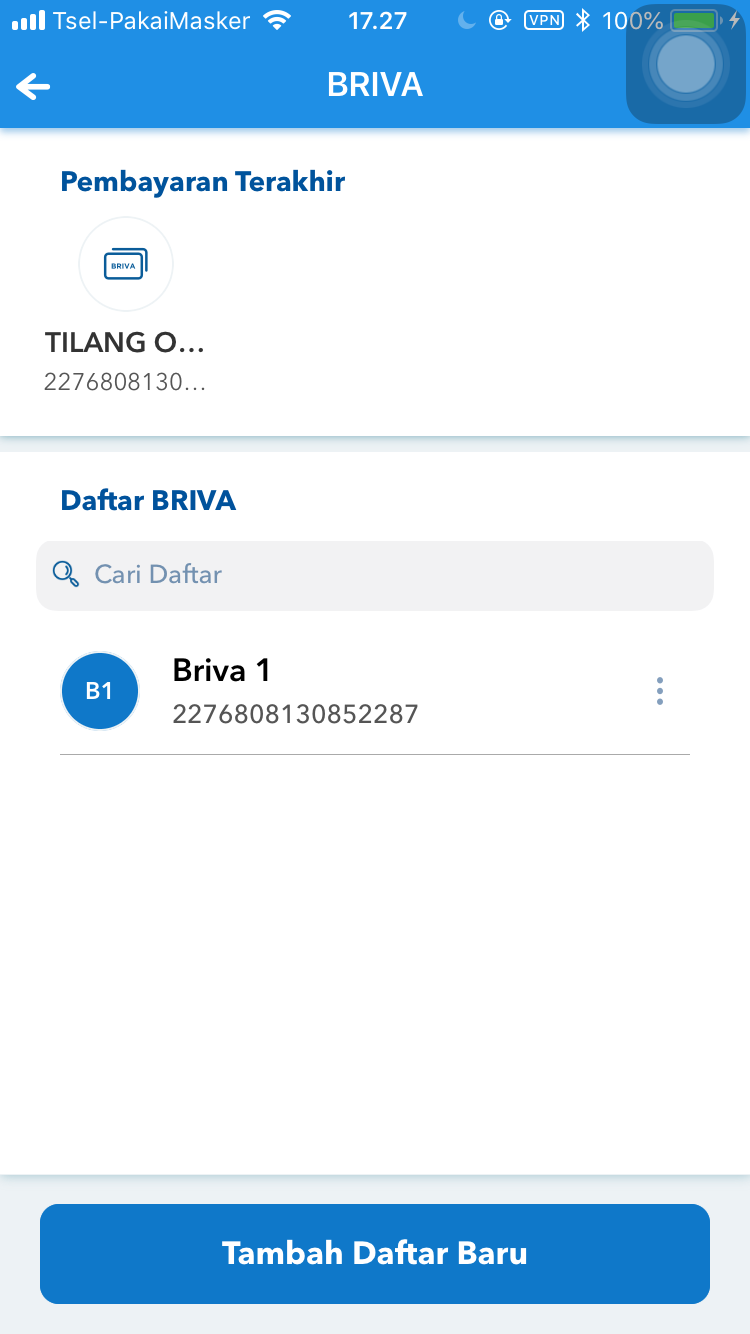 Tsel-PakaiMasker 17.27 VPN 100%
BRIVA
Pembayaran Terakhir
BRIVA
TILANG O...
2276808130...
Daftar BRIVA
Cari Daftar
B1
Briva 1
2276808130852287
Tambah Daftar Baru